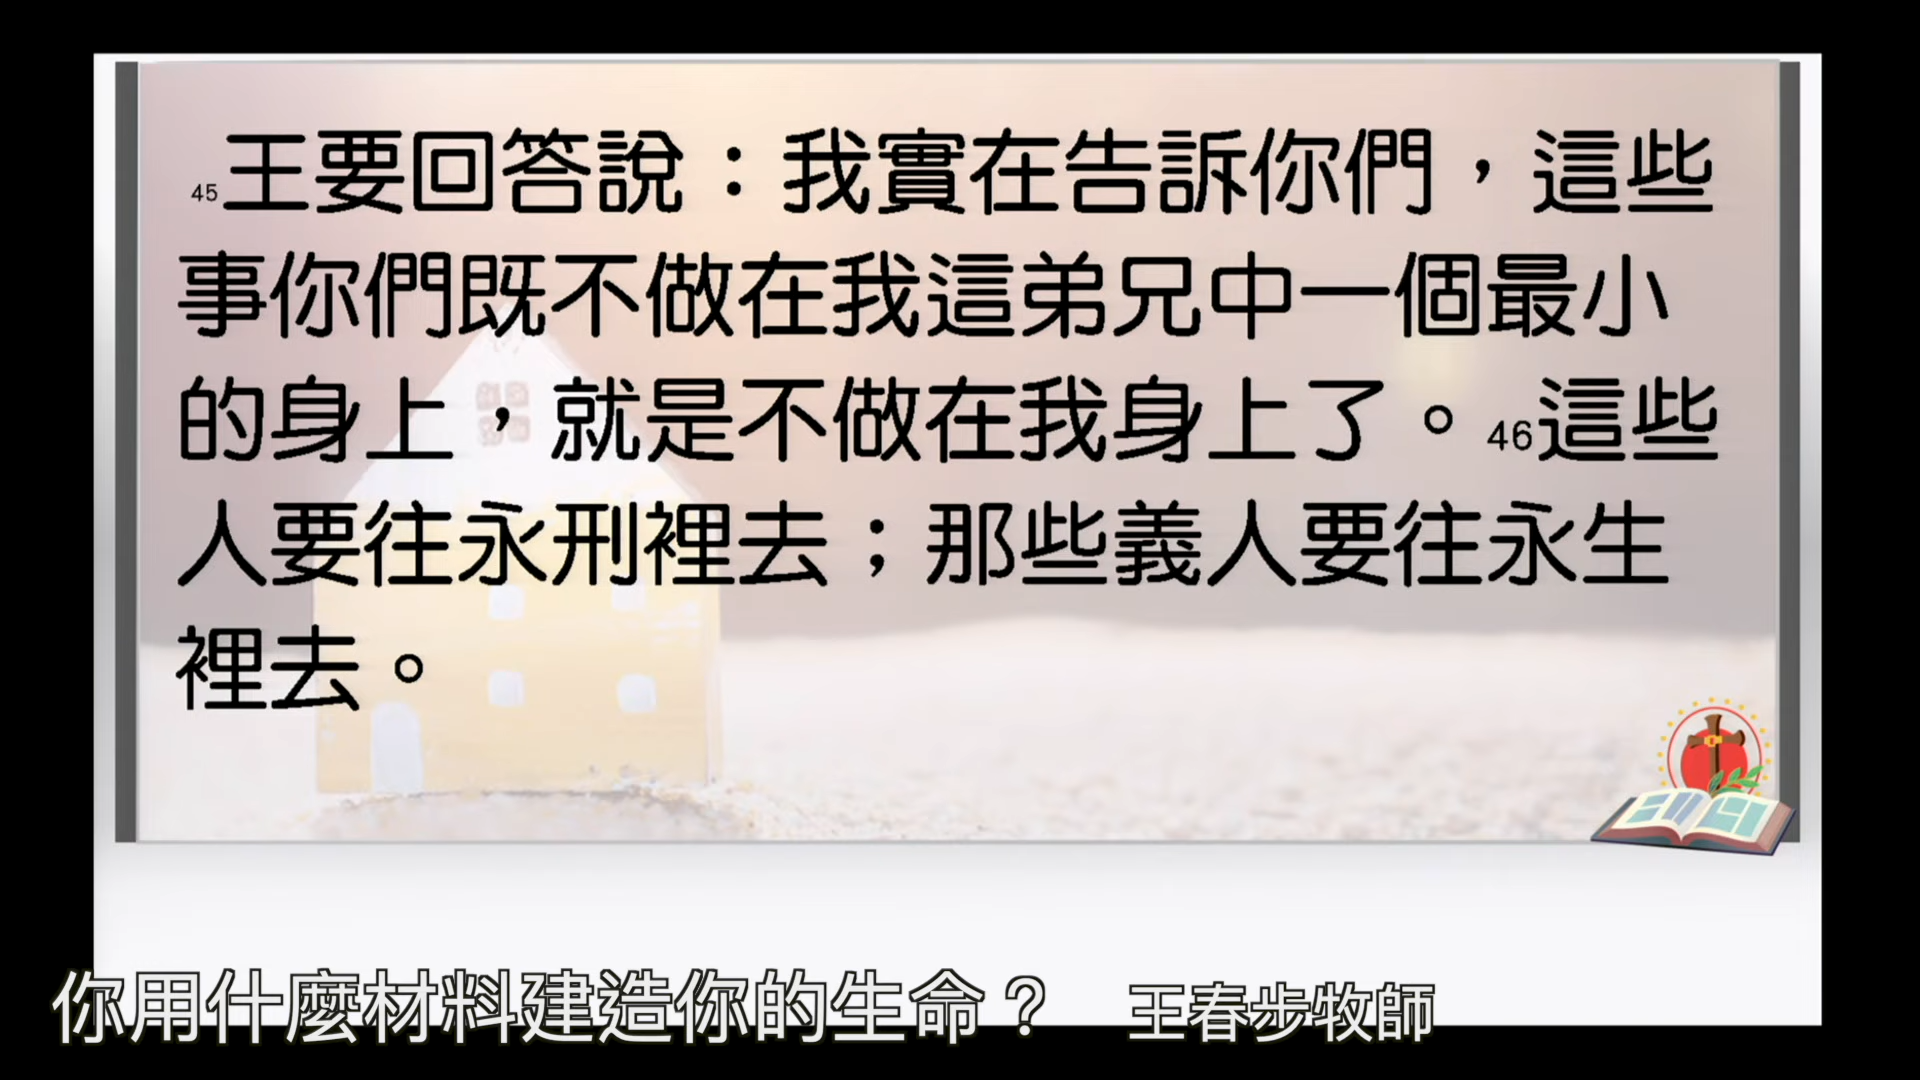 45王要回答說：我實在告訴你們，這些
事你們既不做在我這弟兄中一個最小
的身上，就是不做在我身上了。46這些
人要往永刑裡去；那些義人要往永生
裡去。
你用什麼材料建造你的生命？ 王春步牧師